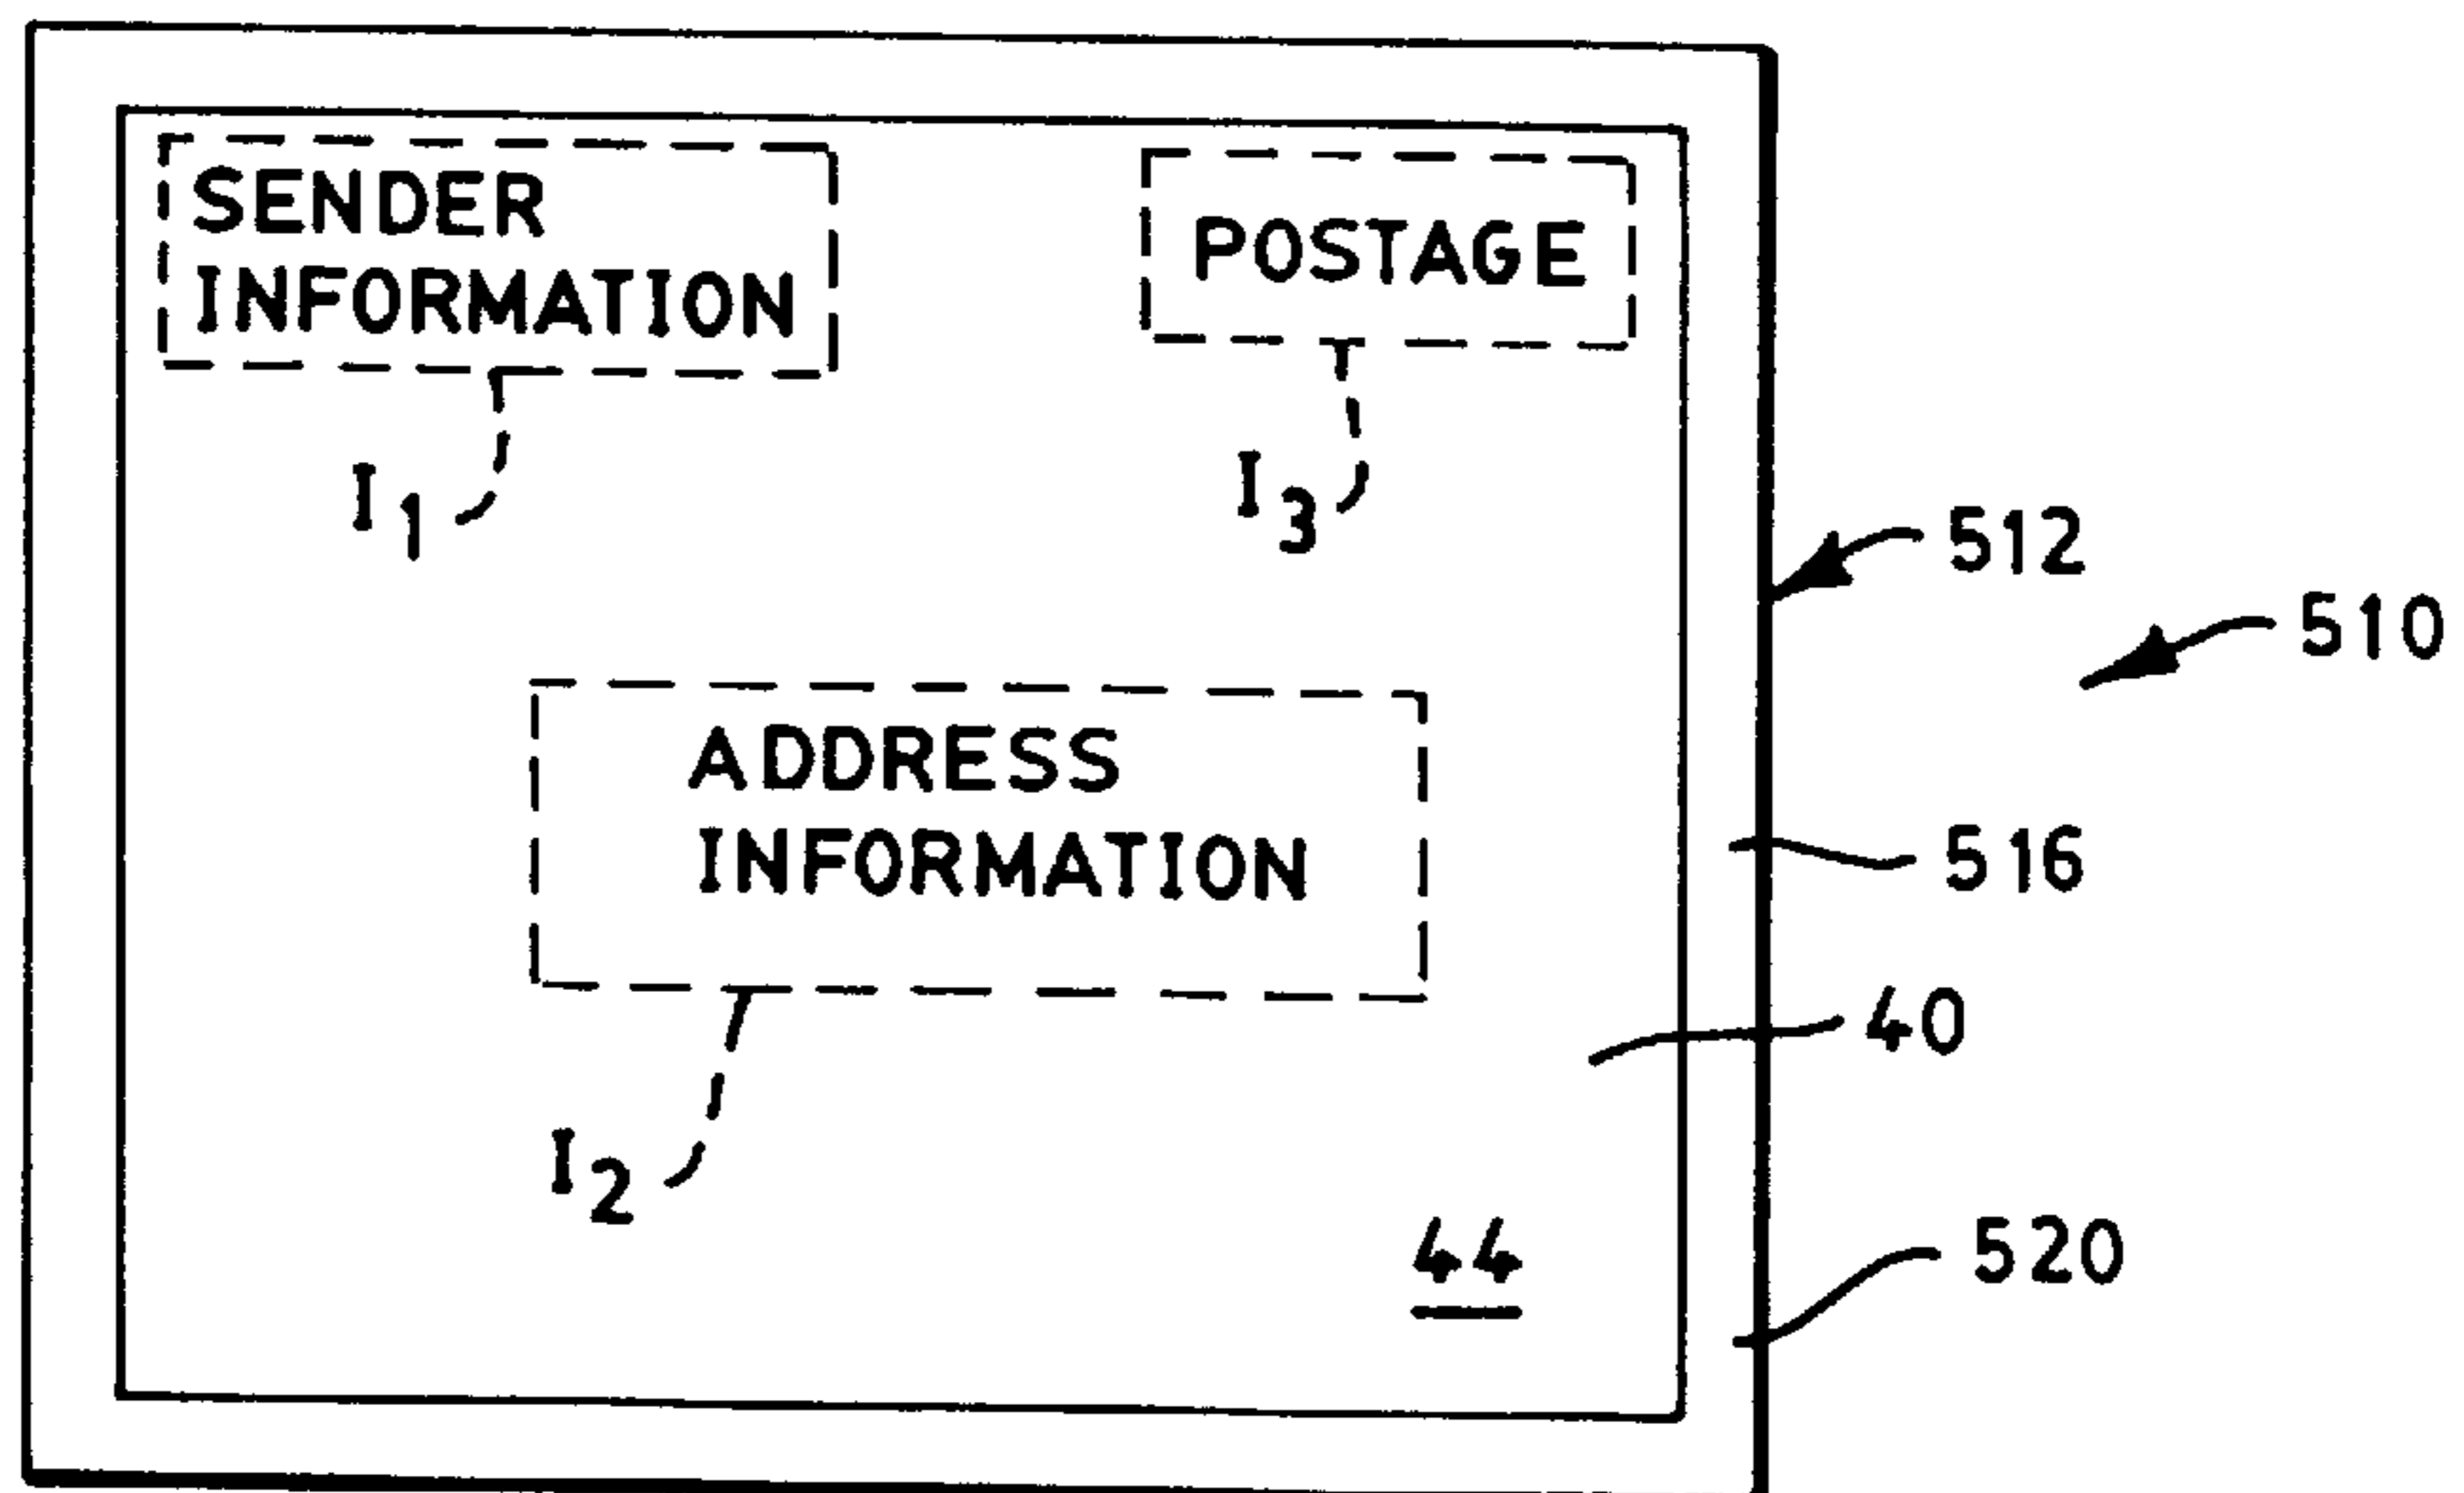 SENDER
INFORMATION
POSTAGE
I1
I3
512
510
ADDRESS
INFORMATION
516
40
I2
44
520